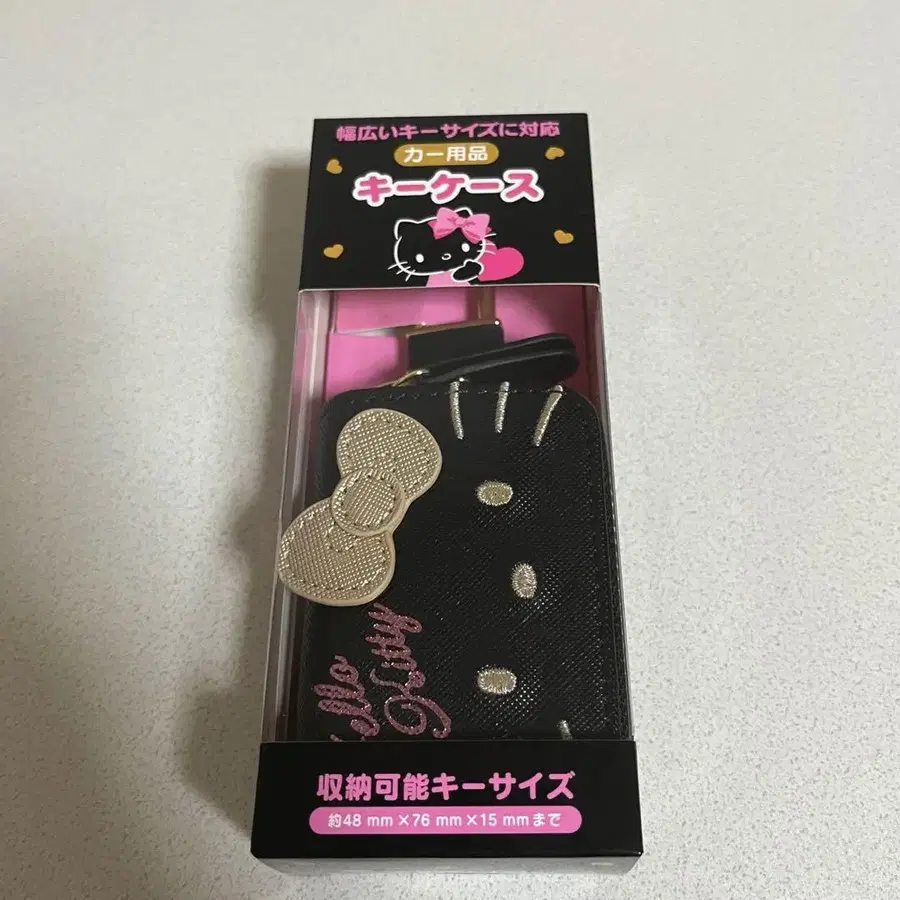 幅広いキーサイズに対応
カー用品
キーケース
Kitty
収納可能キーサイズ
約48 mm×76 mm×15 mmまで